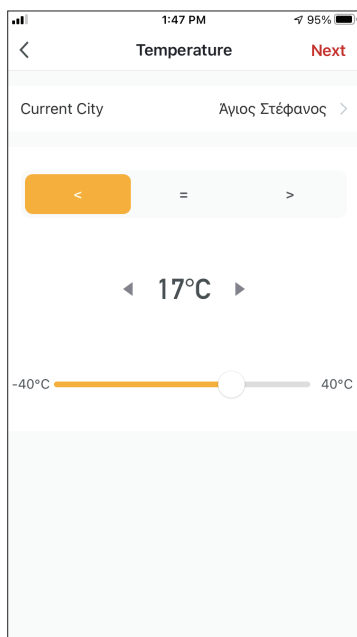 1:47 PM 95%
Temperature Next
Current City Άγιος Στέφανος
< = >
17°C
-40°C 40°C